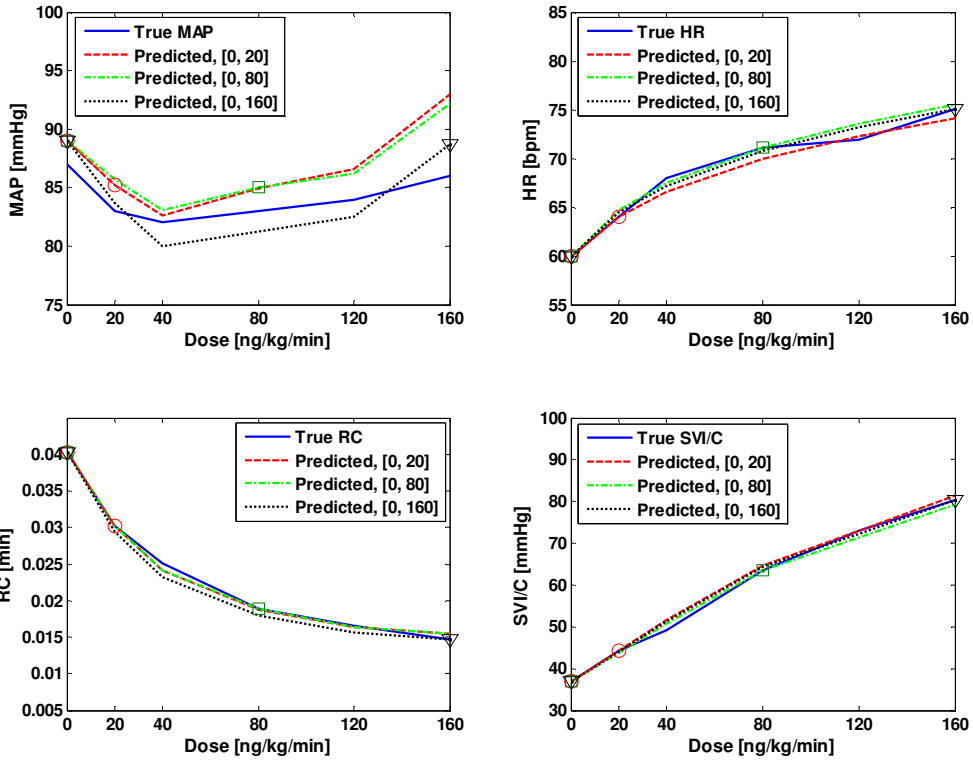 100
95
90
85
80
75
MAP [mmHg]
True MAP
Predicted, [0, 20]
Predicted, [0, 80]
Predicted, [0, 160]
0 20 40 80 120 160
Dose [ng/kg/min]
85
80
75
70
65
60
55
HR [bpm]
True HR
Predicted, [0, 20]
Predicted, [0, 80]
Predicted, [0, 160]
0 20 40 80 120 160
Dose [ng/kg/min]
0.04
0.035
0.03
0.025
0.02
0.015
0.01
0.005
RC [min]
True RC
Predicted, [0, 20]
Predicted, [0, 80]
Predicted, [0, 160]
0 20 40 80 120 160
Dose [ng/kg/min]
100
90
80
70
60
50
40
30
SVI/C [mmHg]
True SVI/C
Predicted, [0, 20]
Predicted, [0, 80]
Predicted, [0, 160]
0 20 40 80 120 160
Dose [ng/kg/min]